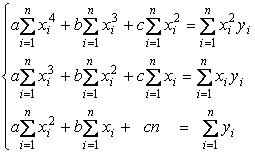 a∑_{i=1}^{n} x_i^4 + b∑_{i=1}^{n} x_i^3 + c∑_{i=1}^{n} x_i^2 = ∑_{i=1}^{n} x_i^2 y_i
a∑_{i=1}^{n} x_i^3 + b∑_{i=1}^{n} x_i^2 + c∑_{i=1}^{n} x_i = ∑_{i=1}^{n} x_i y_i
a∑_{i=1}^{n} x_i^2 + b∑_{i=1}^{n} x_i + cn = ∑_{i=1}^{n} y_i